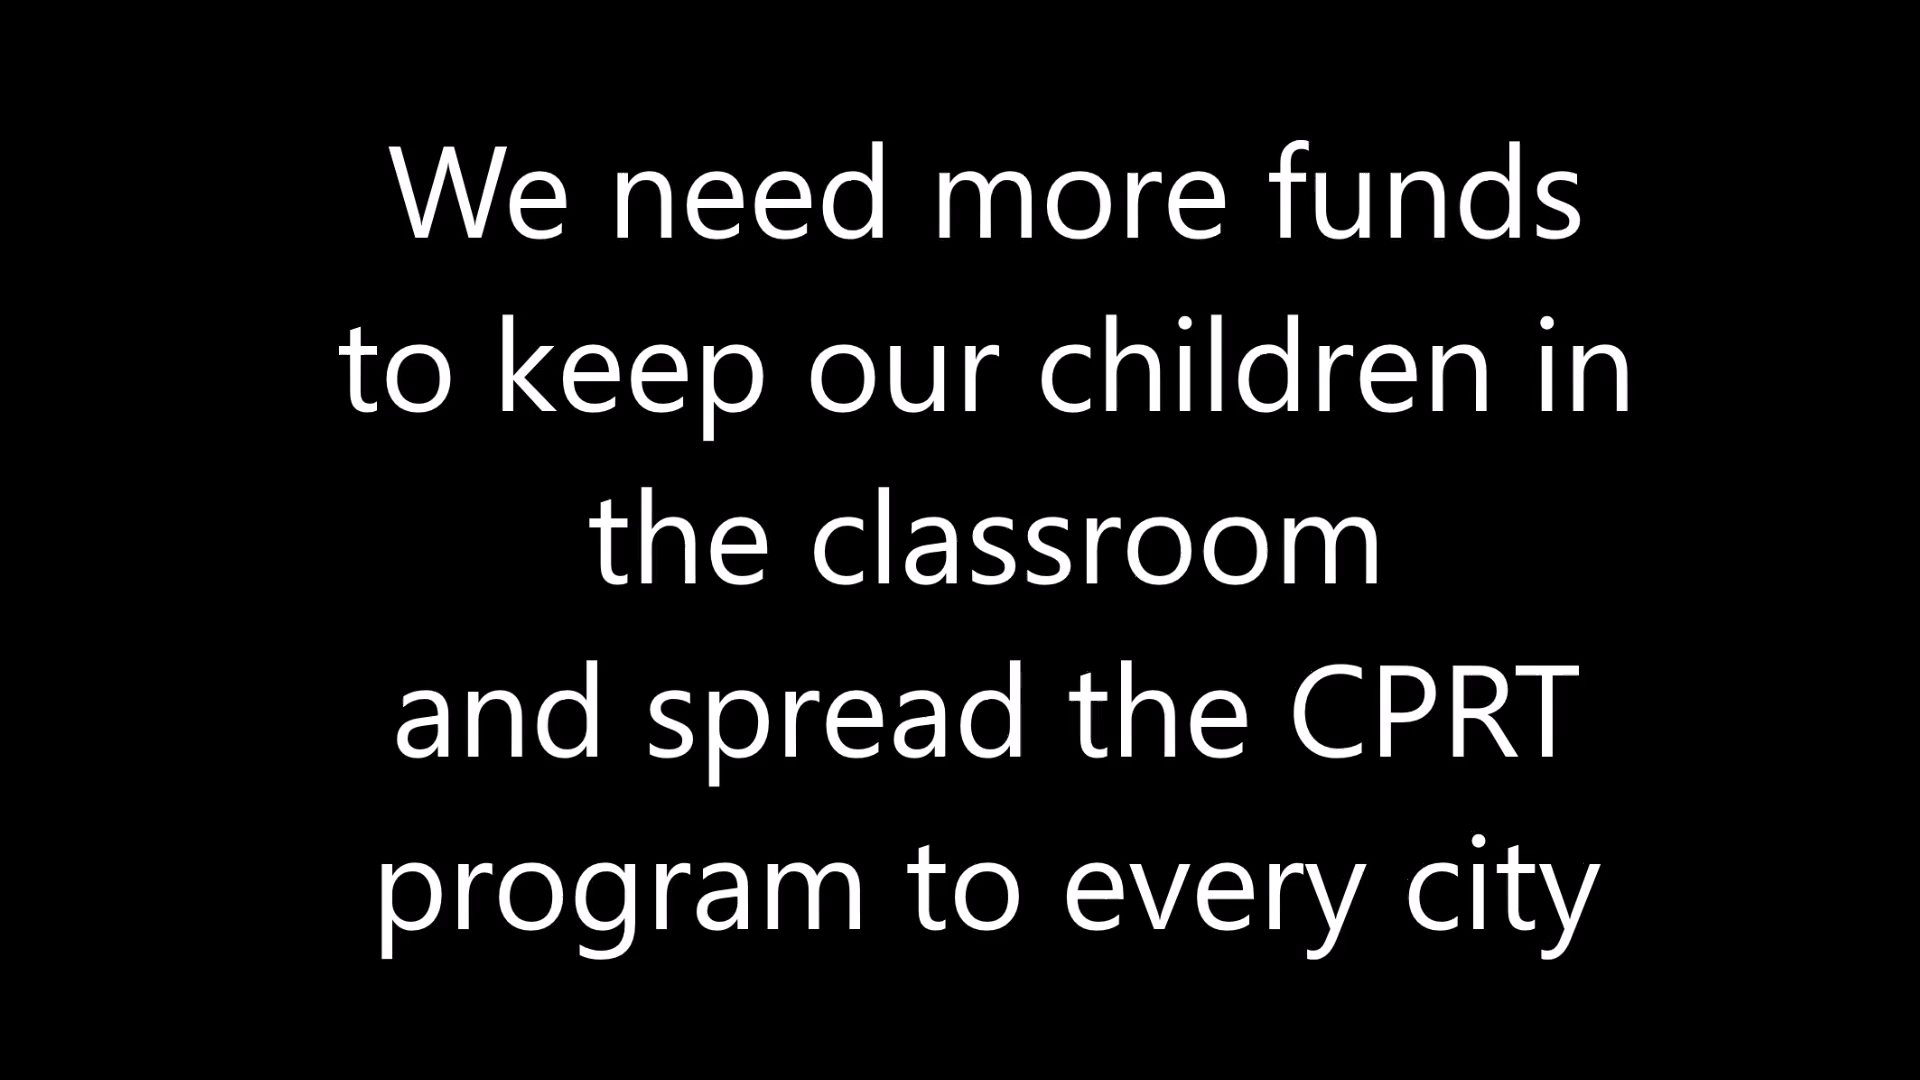 We need more funds
to keep our children in
the classroom
and spread the CPRT
program to every city